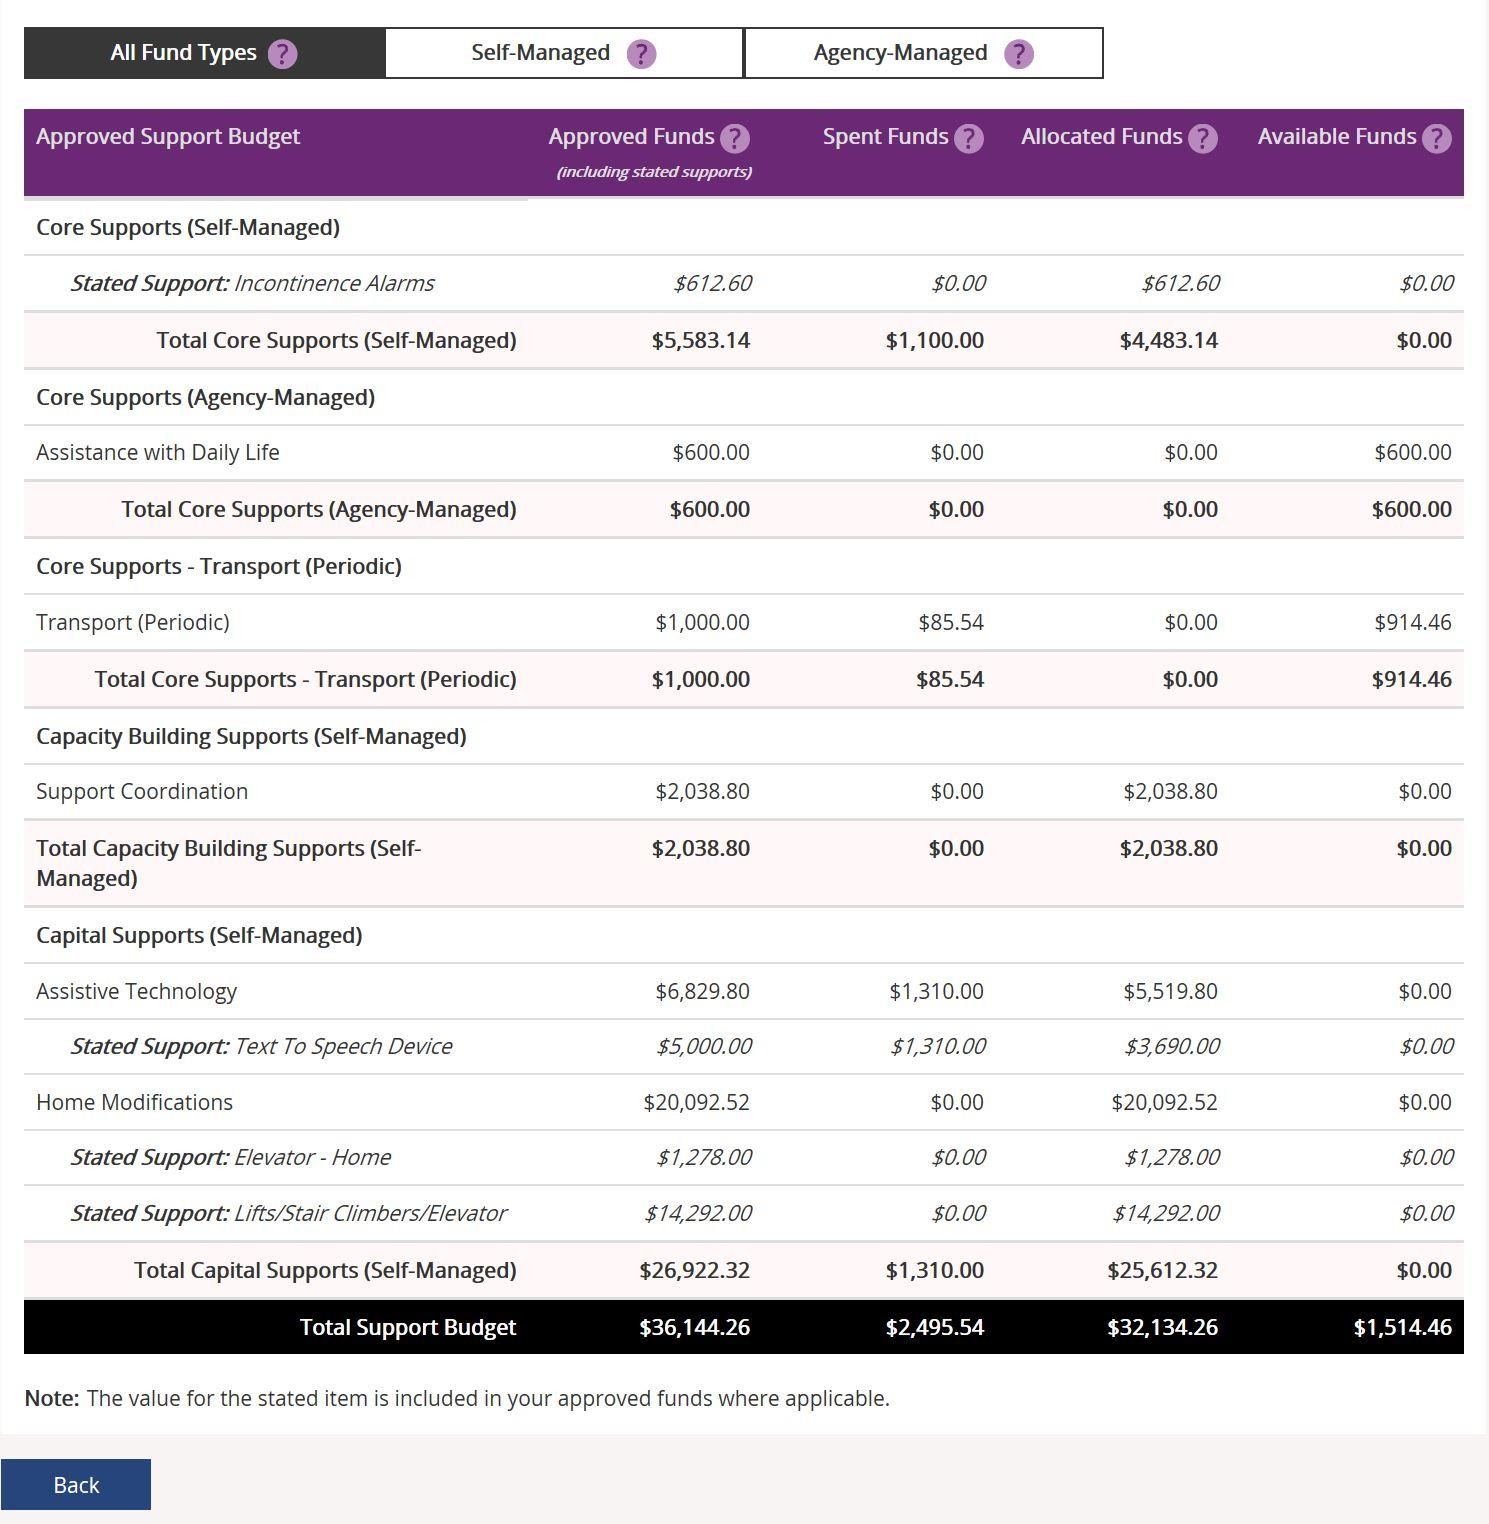 All Fund Types ? Self-Managed ? Agency-Managed ?
Approved Support Budget Approved Funds ? Spent Funds ? Allocated Funds ? Available Funds ?
(including stated supports)
Core Supports (Self-Managed)
Stated Support: Incontinence Alarms $612.60 $0.00 $612.60 $0.00
Total Core Supports (Self-Managed) $5,583.14 $1,100.00 $4,483.14 $0.00
Core Supports (Agency-Managed)
Assistance with Daily Life $600.00 $0.00 $0.00 $600.00
Total Core Supports (Agency-Managed) $600.00 $0.00 $0.00 $600.00
Core Supports - Transport (Periodic)
Transport (Periodic) $1,000.00 $85.54 $0.00 $914.46
Total Core Supports - Transport (Periodic) $1,000.00 $85.54 $0.00 $914.46
Capacity Building Supports (Self-Managed)
Support Coordination $2,038.80 $0.00 $2,038.80 $0.00
Total Capacity Building Supports (Self- $2,038.80 $0.00 $2,038.80 $0.00
Managed)
Capital Supports (Self-Managed)
Assistive Technology $6,829.80 $1,310.00 $5,519.80 $0.00
Stated Support: Text To Speech Device $5,000.00 $1,310.00 $3,690.00 $0.00
Home Modifications $20,092.52 $0.00 $20,092.52 $0.00
Stated Support: Elevator - Home $1,278.00 $0.00 $1,278.00 $0.00
Stated Support: Lifts/Stair Climbers/Elevator $14,292.00 $0.00 $14,292.00 $0.00
Total Capital Supports (Self-Managed) $26,922.32 $1,310.00 $25,612.32 $0.00
Total Support Budget $36,144.26 $2,495.54 $32,134.26 $1,514.46
Note: The value for the stated item is included in your approved funds where applicable.
Back